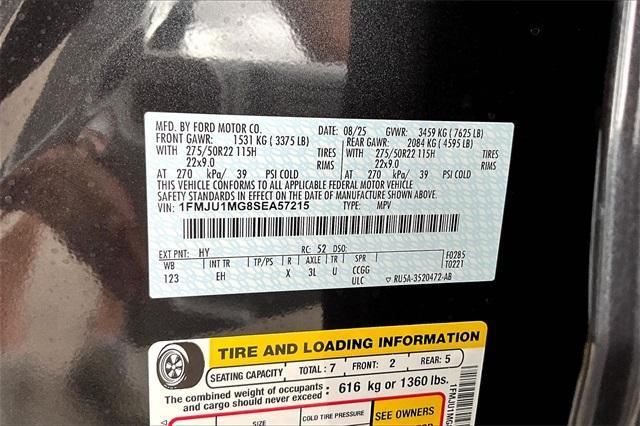 MFD. BY FORD MOTOR CO. DATE: 08/25 GVWR: 3459 KG (7625 LB)
FRONT GAWR: 1531 KG (3375 LB) REAR GAWR: 2084 KG (4595 LB)
WITH 275/50R22 115H TIRES WITH 275/50R22 115H TIRES
22x9.0 RIMS 22x9.0 RIMS
AT 270 kPa/ 39 PSI COLD AT 270 kPa/ 39 PSI COLD
THIS VEHICLE CONFORMS TO ALL APPLICABLE FEDERAL MOTOR VEHICLE
SAFETY STANDARDS IN EFFECT ON THE DATE OF MANUFACTURE SHOWN ABOVE.
VIN: 1FMJU1MG8SEA57215 TYPE: MPV
EXT PNT: HY RC: 52 DSO: F0285
WB INT TR TP/PS R AXLE TR SPR T0221
123 EH X 3L U CCGG
ULC RU5A-3520472-AB
TIRE AND LOADING INFORMATION
SEATING CAPACITY TOTAL: 7 FRONT: 2 REAR: 5
The combined weight of occupants and cargo should never exceed: 616 kg or 1360 lbs.
SIZE COLD TIRE PRESSURE SEE OWNERS
1FMJU1MG